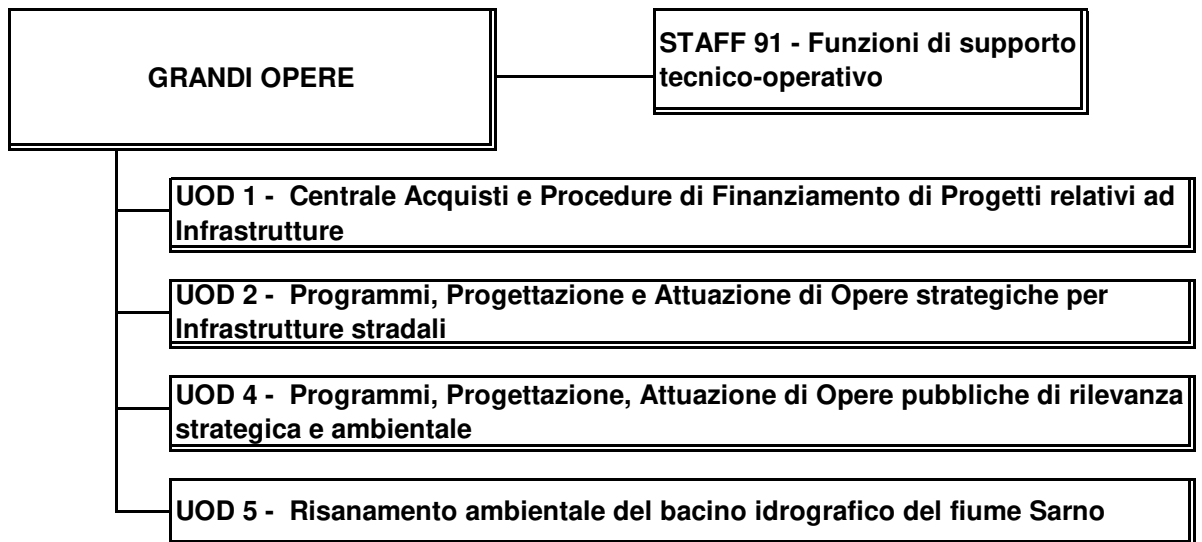 GRANDI OPERE
STAFF 91 - Funzioni di supporto
tecnico-operativo
UOD 1 - Centrale Acquisti e Procedure di Finanziamento di Progetti relativi ad
Infrastrutture
UOD 2 - Programmi, Progettazione e Attuazione di Opere strategiche per
Infrastrutture stradali
UOD 4 - Programmi, Progettazione, Attuazione di Opere pubbliche di rilevanza
strategica e ambientale
UOD 5 - Risanamento ambientale del bacino idrografico del fiume Sarno